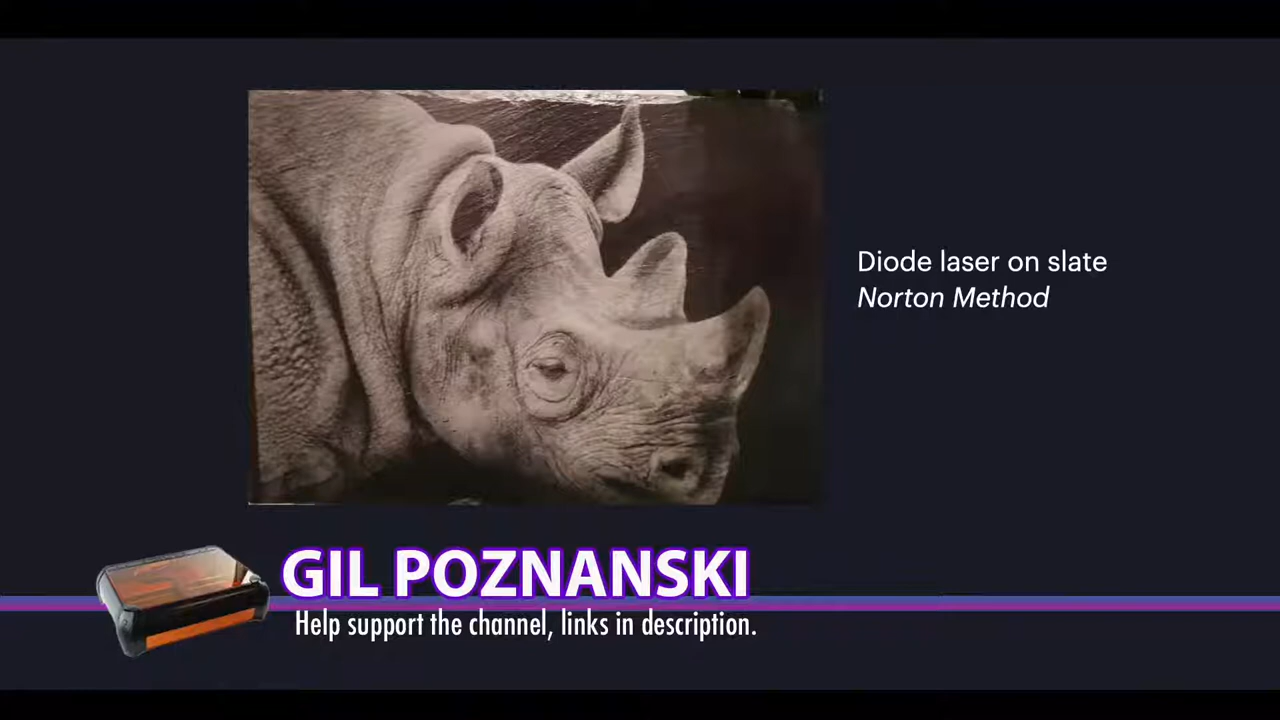 Diode laser on slate
Norton Method
GIL POZNANSKI
Help support the channel, links in description.